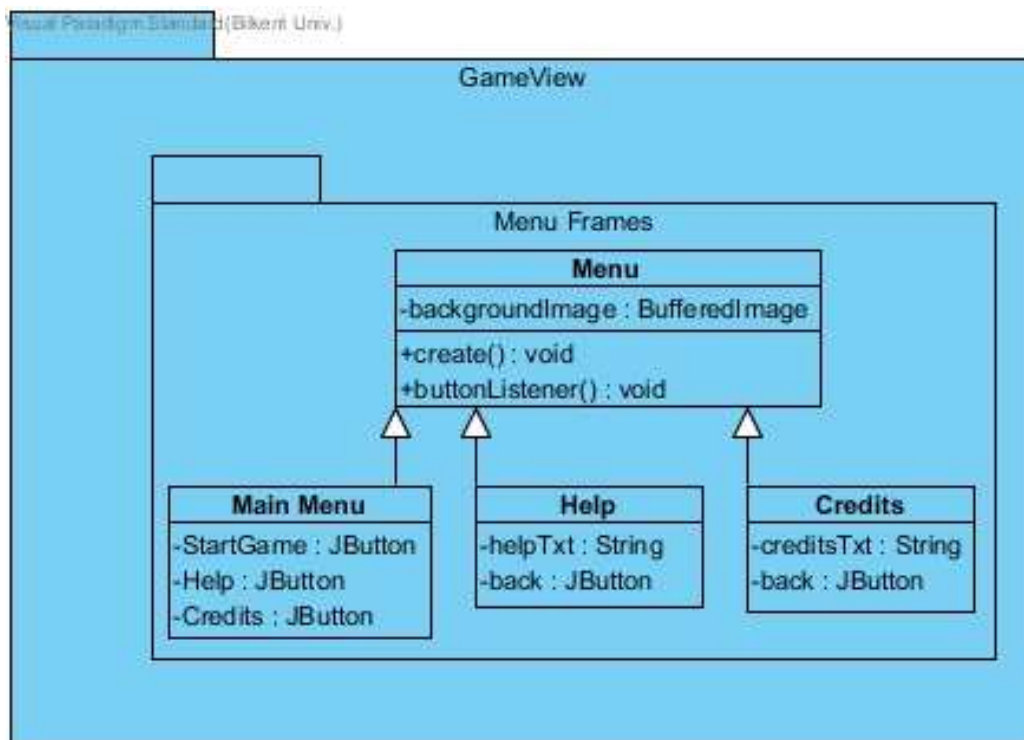 Visual Paradigm Standard(Bilkent Univ.)
GameView
Menu Frames
Menu
-backgroundImage : BufferedImage
+create() : void
+buttonListener() : void
Main Menu
-StartGame : JButton
-Help : JButton
-Credits : JButton
Help
-helpTxt : String
-back : JButton
Credits
-creditsTxt : String
-back : JButton